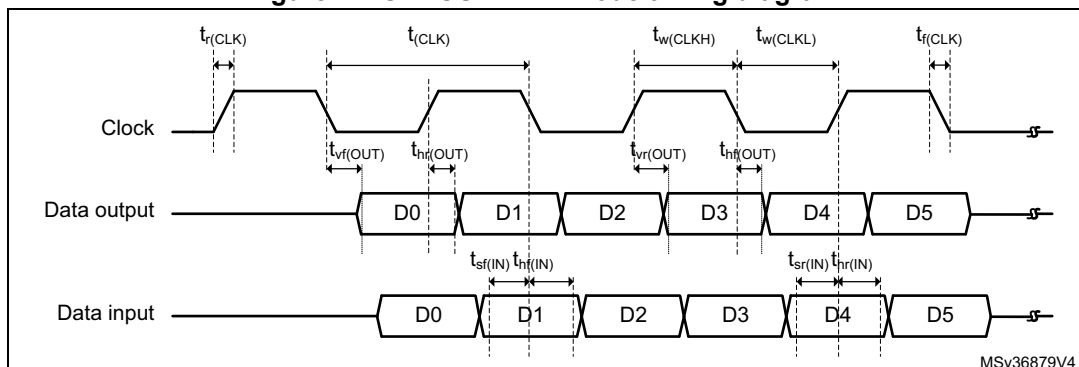 t_r(CLK) t_(CLK) t_w(CLKH) t_w(CLKL) t_f(CLK)
Clock
t_vf(OUT) t_hr(OUT) t_vr(OUT) t_hf(OUT)
Data output D0 D1 D2 D3 D4 D5
t_sf(IN) t_hf(IN) t_sr(IN) t_hr(IN)
Data input D0 D1 D2 D3 D4 D5
MSv36879V4